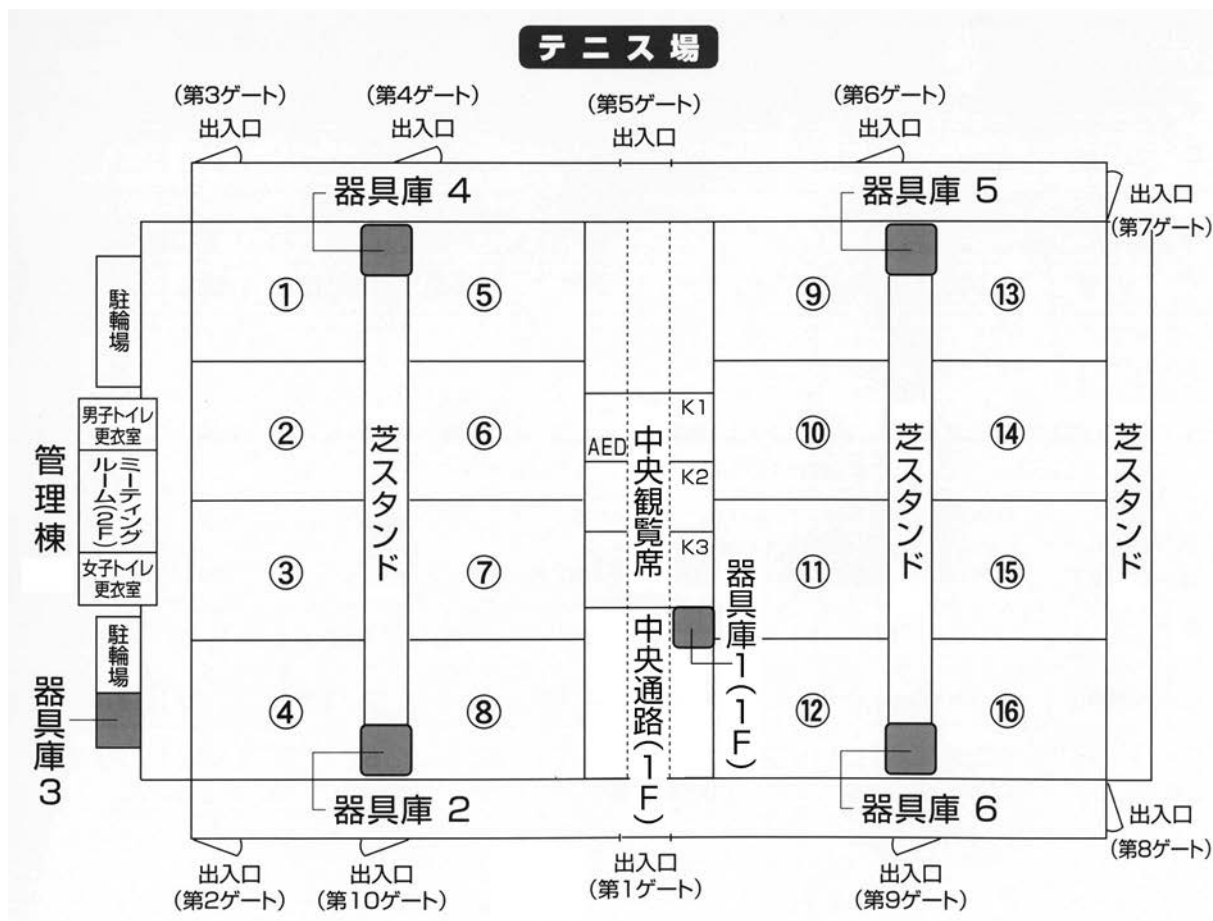 テニス場
(第3ゲート)
出入口
(第4ゲート)
出入口
(第5ゲート)
出入口
(第6ゲート)
出入口
出入口
(第7ゲート)
器具庫 4
器具庫 5
駐輪場
①
⑤
⑨
⑬
男子トイレ
更衣室
管理棟
ミーティング
ルーム(2F)
女子トイレ
更衣室
②
芝スタンド
⑥
AED
中央観覧席
K1
K2
K3
⑩
芝スタンド
⑭
芝スタンド
③
⑦
⑪
⑮
駐輪場
器具庫3
④
⑧
中央通路(1F)
器具庫1(1F)
⑫
⑯
器具庫 2
器具庫 6
出入口
(第2ゲート)
出入口
(第10ゲート)
出入口
(第1ゲート)
出入口
(第9ゲート)
出入口
(第8ゲート)